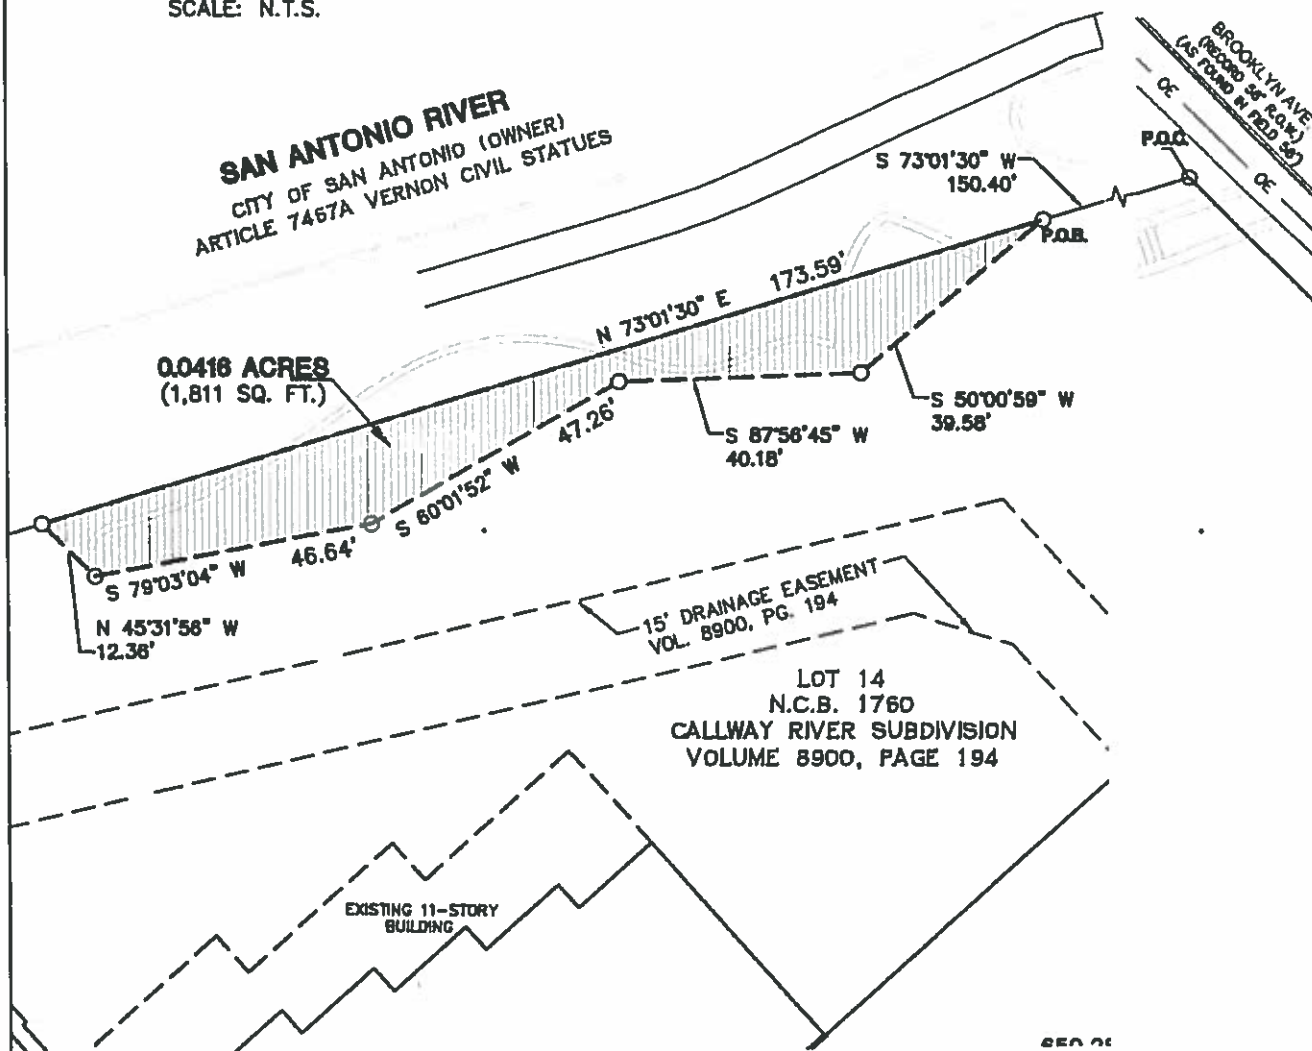 SCALE: N.T.S.
SAN ANTONIO RIVER
CITY OF SAN ANTONIO (OWNER)
ARTICLE 7467A VERNON CIVIL STATUES
BROOKLYN AVE.
(RECORD 56' R.O.W.)
(AS FOUND IN FIELD 56')
OE
OE
P.O.C.
S 73°01'30" W
150.40'
P.O.B.
N 73°01'30" E 173.59'
0.0416 ACRES
(1,811 SQ. FT.)
S 50°00'59" W
39.58'
S 87°56'45" W
40.18'
S 60°01'52" W 47.26'
S 79°03'04" W 46.64'
N 45°31'56" W
12.36'
15' DRAINAGE EASEMENT
VOL. 8900, PG. 194
LOT 14
N.C.B. 1760
CALLWAY RIVER SUBDIVISION
VOLUME 8900, PAGE 194
EXISTING 11-STORY
BUILDING